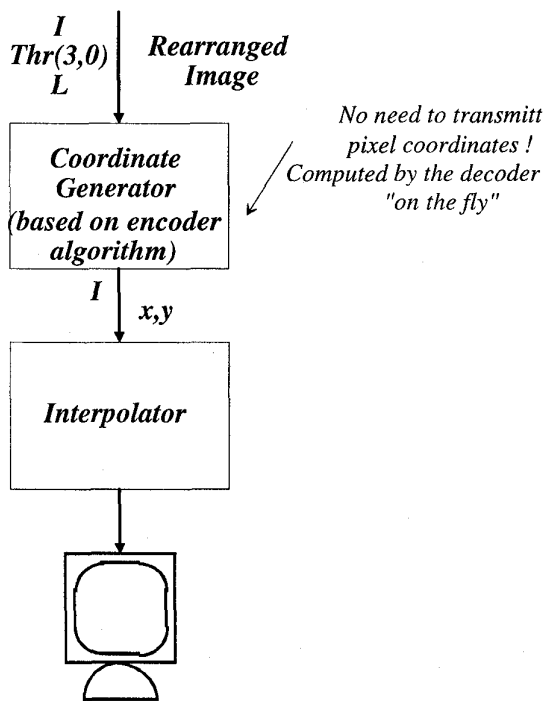 I
Thr(3,0)
L
Rearranged
Image
No need to transmitt
pixel coordinates !
Computed by the decoder
"on the fly"
Coordinate
Generator
(based on encoder
algorithm)
I
x,y
Interpolator